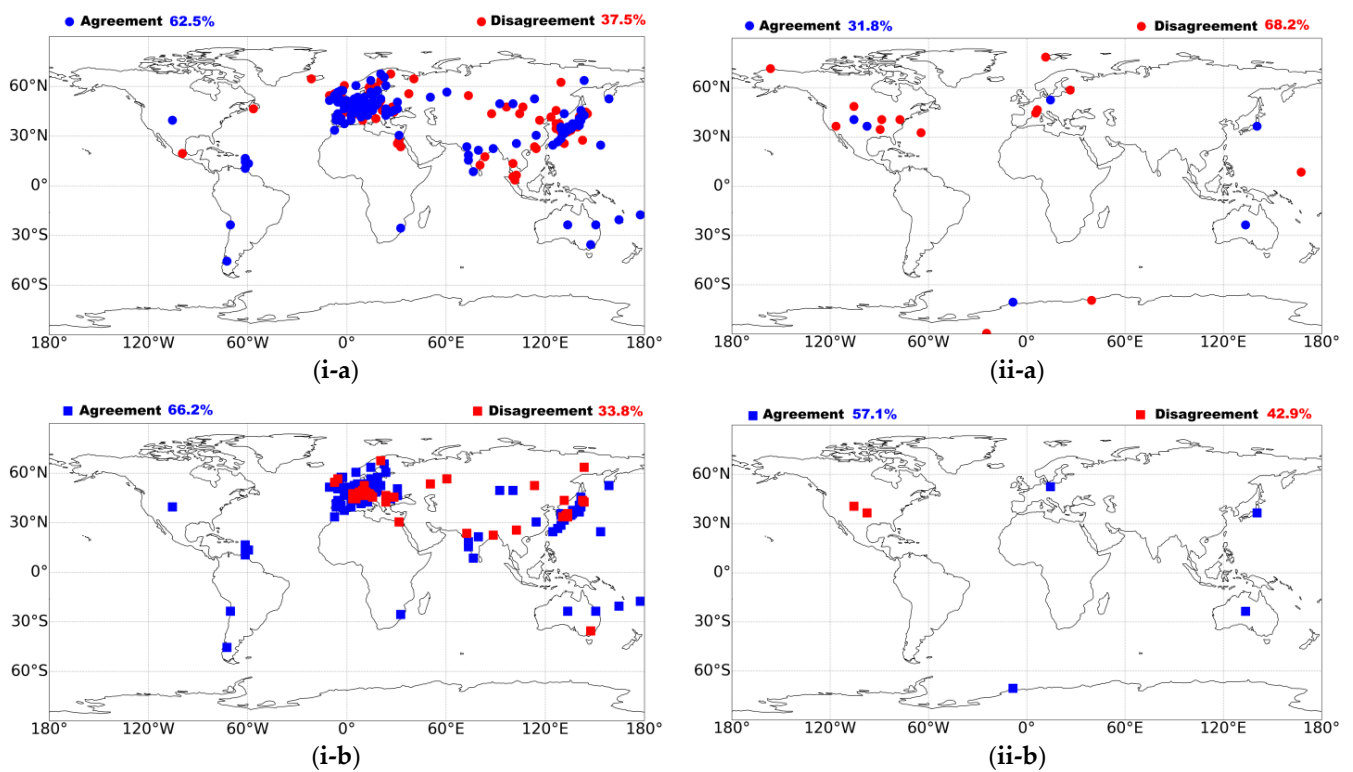 Agreement 62.5% Disagreement 37.5%
60°N
30°N
0°
30°S
60°S
180° 120°W 60°W 0° 60°E 120°E 180°
(i-a)
Agreement 31.8% Disagreement 68.2%
60°N
30°N
0°
30°S
60°S
180° 120°W 60°W 0° 60°E 120°E 180°
(ii-a)
Agreement 66.2% Disagreement 33.8%
60°N
30°N
0°
30°S
60°S
180° 120°W 60°W 0° 60°E 120°E 180°
(i-b)
Agreement 57.1% Disagreement 42.9%
60°N
30°N
0°
30°S
60°S
180° 120°W 60°W 0° 60°E 120°E 180°
(ii-b)